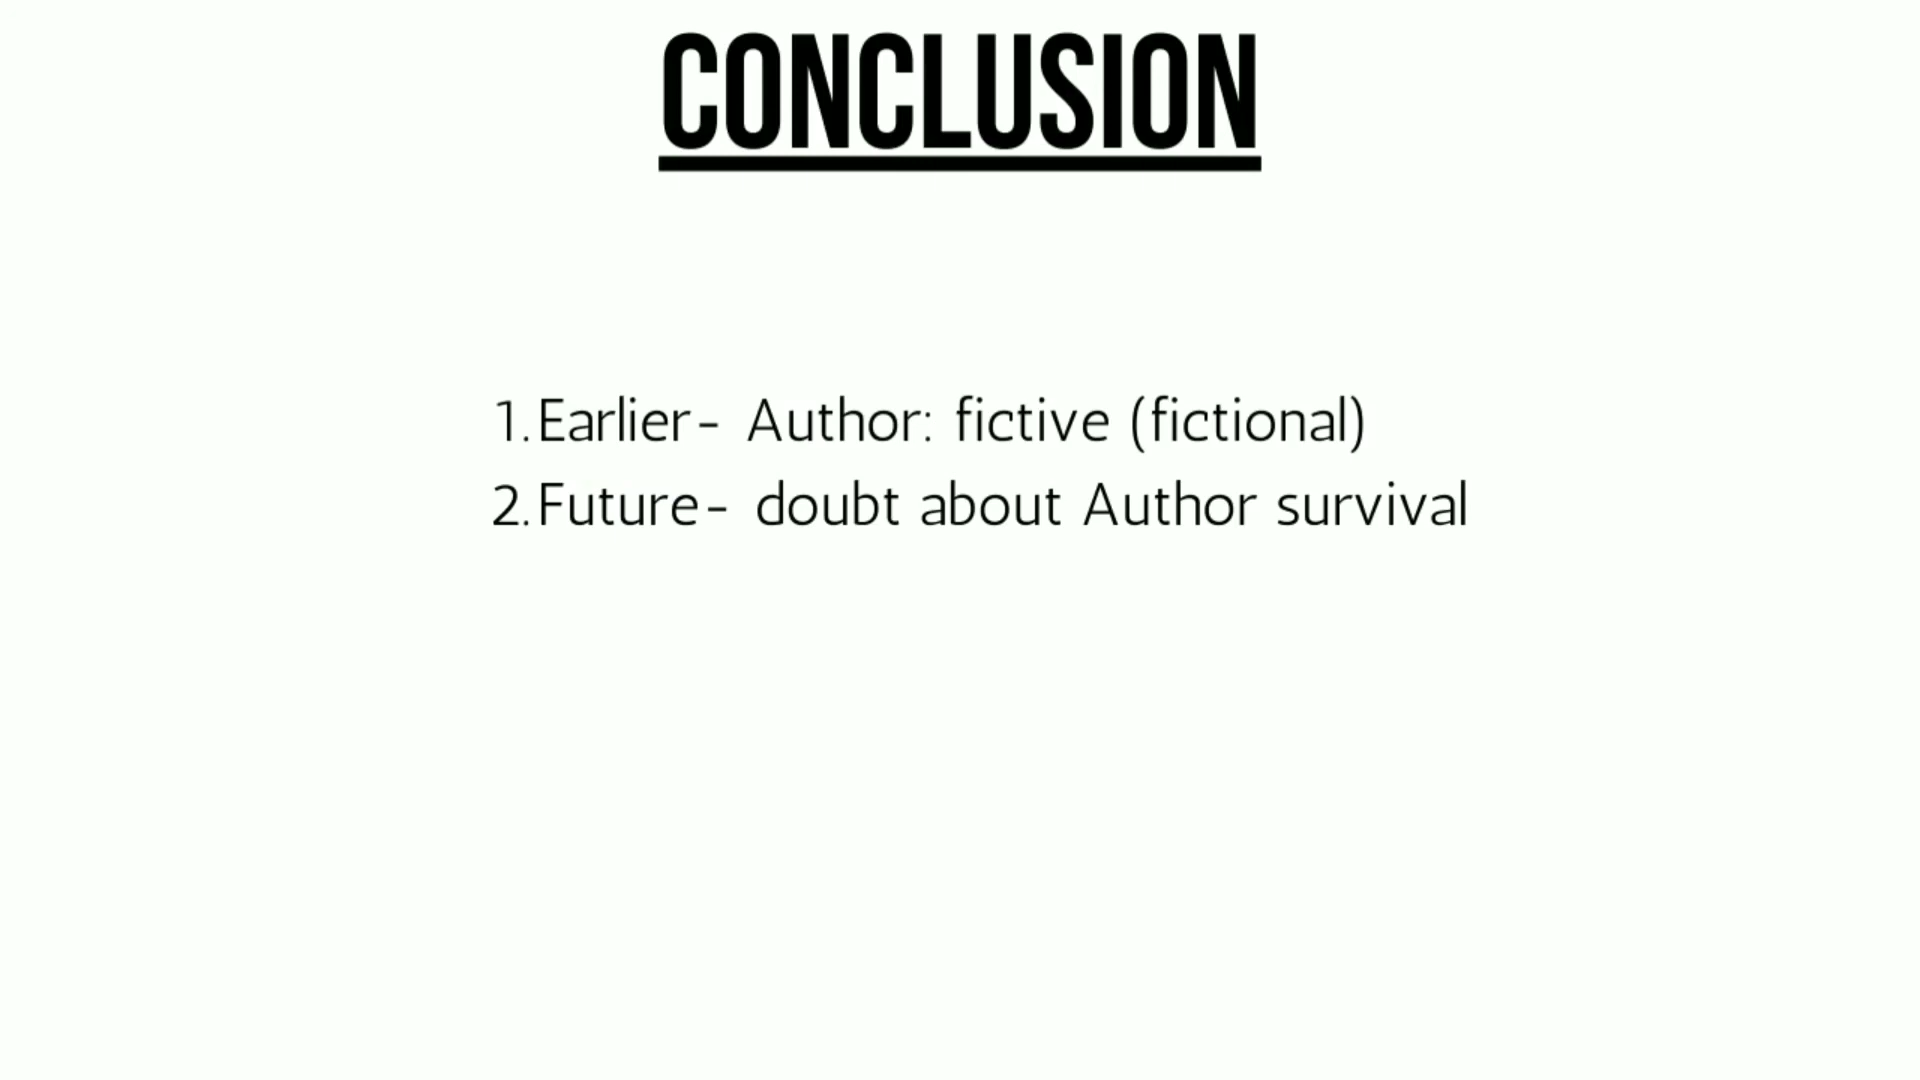 CONCLUSION
1. Earlier- Author: fictive (fictional)
2. Future- doubt about Author survival